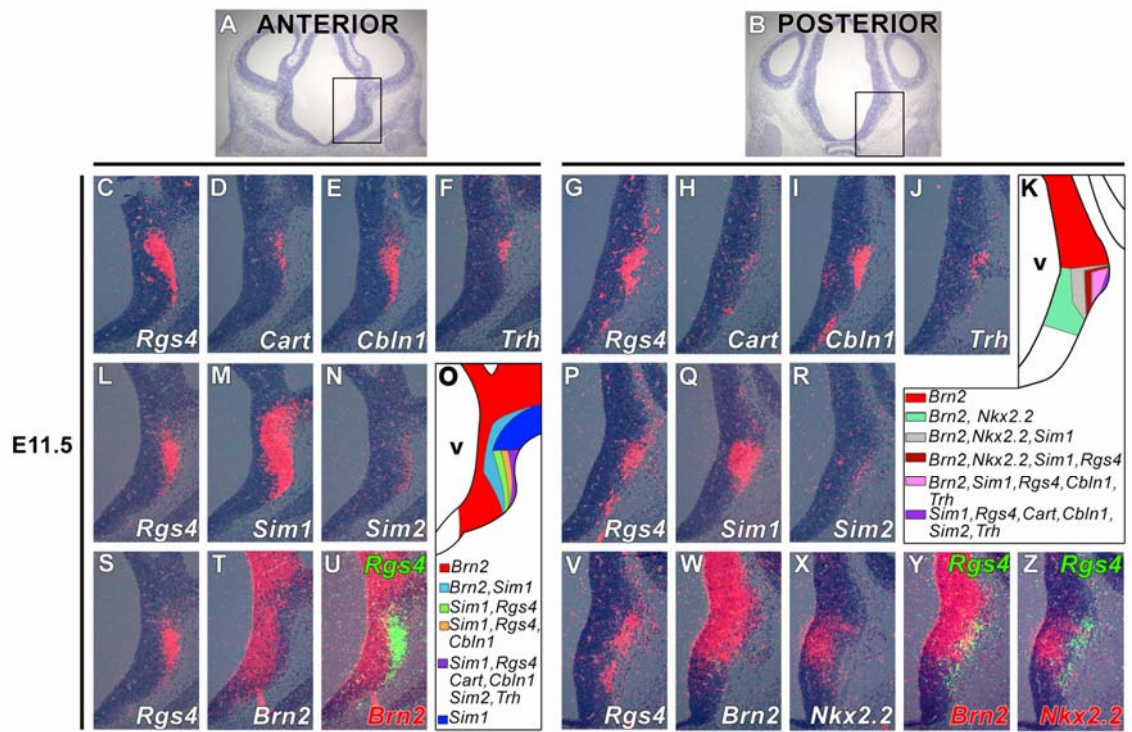 A ANTERIOR
B POSTERIOR
E11.5
C
Rgs4
D
Cart
E
Cbln1
F
Trh
G
Rgs4
H
Cart
I
Cbln1
J
Trh
K
v
Brn2
Brn2, Nkx2.2
Brn2,Nkx2.2,Sim1
Brn2,Nkx2.2,Sim1,Rgs4
Brn2,Sim1,Rgs4,Cbln1,
Trh
Sim1,Rgs4,Cart,Cbln1,
Sim2,Trh
L
Rgs4
M
Sim1
N
Sim2
O
v
Brn2
Brn2,Sim1
Sim1,Rgs4
Sim1,Rgs4,
Cbln1
Sim1,Rgs4
Cart,Cbln1
Sim2,Trh
Sim1
P
Rgs4
Q
Sim1
R
Sim2
S
Rgs4
T
Brn2
U Rgs4
Brn2
V
Rgs4
W
Brn2
X
Nkx2.2
Y Rgs4
Brn2
Z Rgs4
Nkx2.2